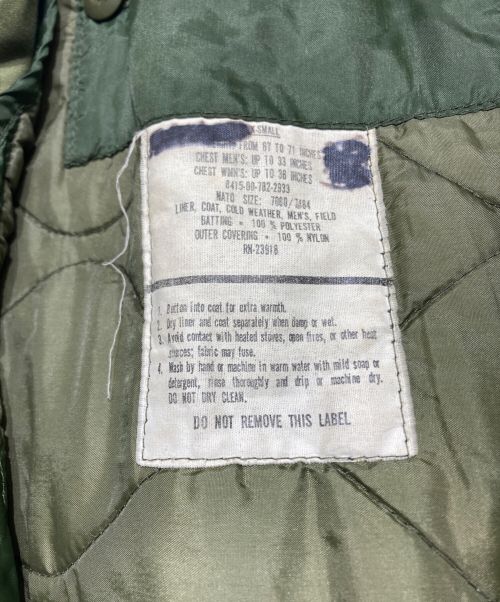 X-SMALL
FROM 67 TO 71 INCHES
CHEST MEN'S: UP TO 33 INCHES
CHEST WMN'S: UP TO 36 INCHES
8415-00-782-2933
NATO SIZE: 7080/7484
LINER, COAT, COLD WEATHER, MEN'S, FIELD
BATTING - 100 % POLYESTER
OUTER COVERING - 100 % NYLON
RN-23918
1. Button into coat for extra warmth.
2. Dry liner and coat separately when damp or wet.
3. Avoid contact with heated stoves, open fires, or other heat
sources; fabric may fuse.
4. Wash by hand or machine in warm water with mild soap or
detergent, rinse thoroughly and drip or machine dry.
DO NOT DRY CLEAN.
DO NOT REMOVE THIS LABEL